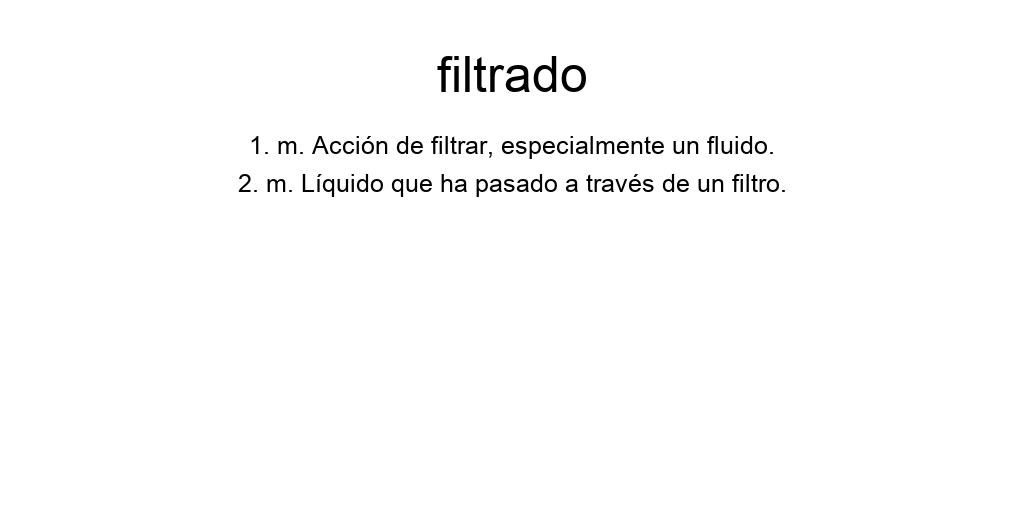 filtrado
1. m. Acción de filtrar, especialmente un fluido.
2. m. Líquido que ha pasado a través de un filtro.